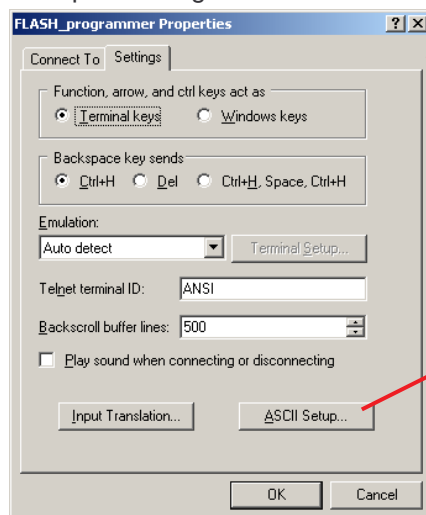 FLASH_programmer Properties
Connect To Settings
Function, arrow, and ctrl keys act as
Terminal keys Windows keys
Backspace key sends
Ctrl+H Del Ctrl+H, Space, Ctrl+H
Emulation:
Auto detect Terminal Setup...
Telnet terminal ID: ANSI
Backscroll buffer lines: 500
Play sound when connecting or disconnecting
Input Translation... ASCII Setup...
OK Cancel